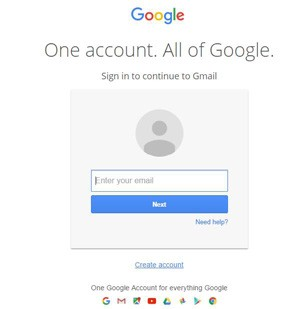 Google
One account. All of Google.
Sign in to continue to Gmail
Enter your email
Next
Need help?
Create account
One Google Account for everything Google